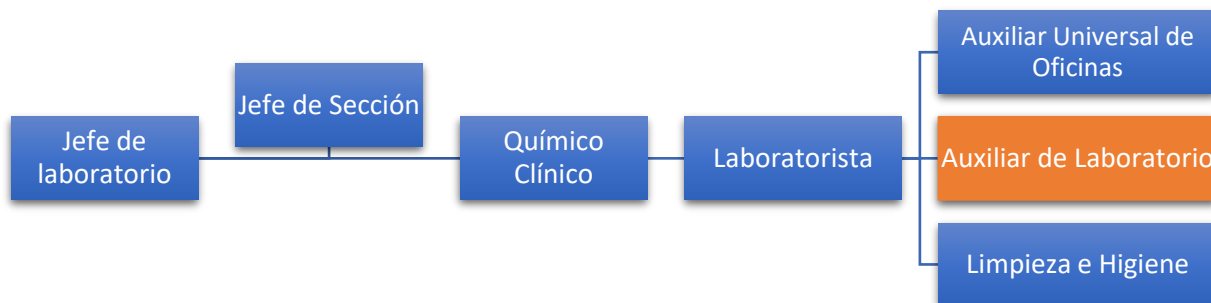 Jefe de
laboratorio
Jefe de Sección
Químico
Clínico
Laboratorista
Auxiliar Universal de
Oficinas
Auxiliar de Laboratorio
Limpieza e Higiene